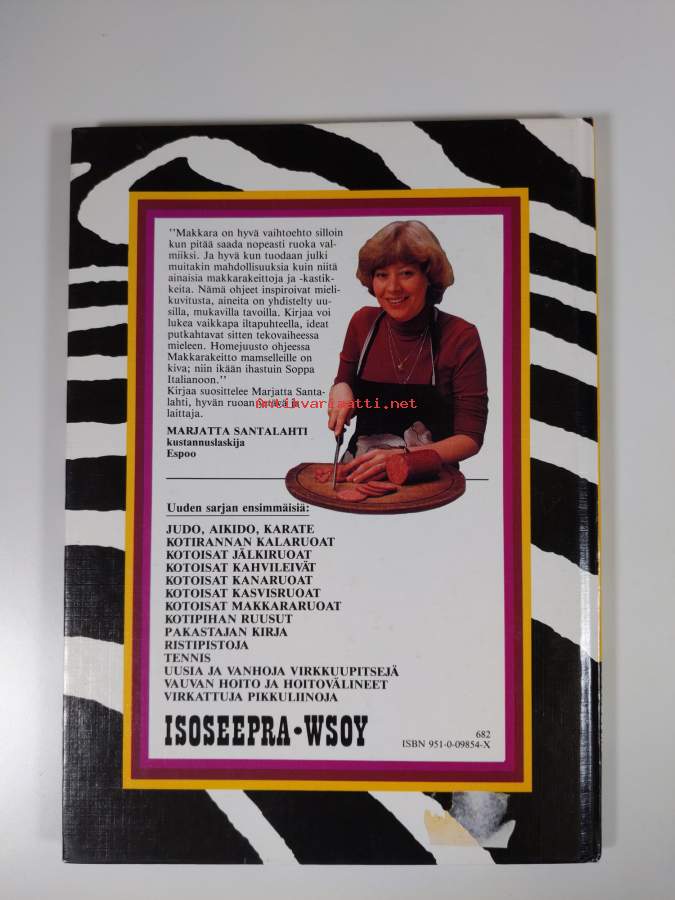 "Makkara on hyvä vaihtoehto silloin
kun pitää saada nopeasti ruoka val-
miiksi. Ja hyvä kun tuodaan julki
muitakin mahdollisuuksia kuin niitä
ainaisia makkarakeittoja ja -kastik-
keita. Nämä ohjeet inspiroivat mieli-
kuvitusta, aineita on yhdistelty uu-
silla, mukavilla tavoilla. Kirjaa voi
lukea vaikkapa iltapuhteella, ideat
putkahtavat sitten tekovaiheessa
mieleen. Homejuusto ohjeessa
Makkarakeitto mamselleille on
kiva; niin ikään ihastuin Soppa
Italianoon."
Kirjaa suosittelee Marjatta Santa-
lahti, hyvän ruoan
laittaja.
antikvariaatti.net
MARJATTA SANTALAHTI
kustannuslaskija
Espoo
Uuden sarjan ensimmäisiä:
JUDO, AIKIDO, KARATE
KOTIRANNAN KALARUOAT
KOTOISAT JÄLKIRUOAT
KOTOISAT KAHVILEIVÄT
KOTOISAT KANARUOAT
KOTOISAT KASVISRUOAT
KOTOISAT MAKKARARUOAT
KOTIPIHAN RUUSUT
PAKASTAJAN KIRJA
RISTIPISTOJA
TENNIS
UUSIA JA VANHOJA VIRKKUUPITSEJÄ
VAUVAN HOITO JA HOITOVÄLINEET
VIRKATTUJA PIKKULIINOJA
ISOSEEPRA•WSOY
682
ISBN 951-0-09854-X